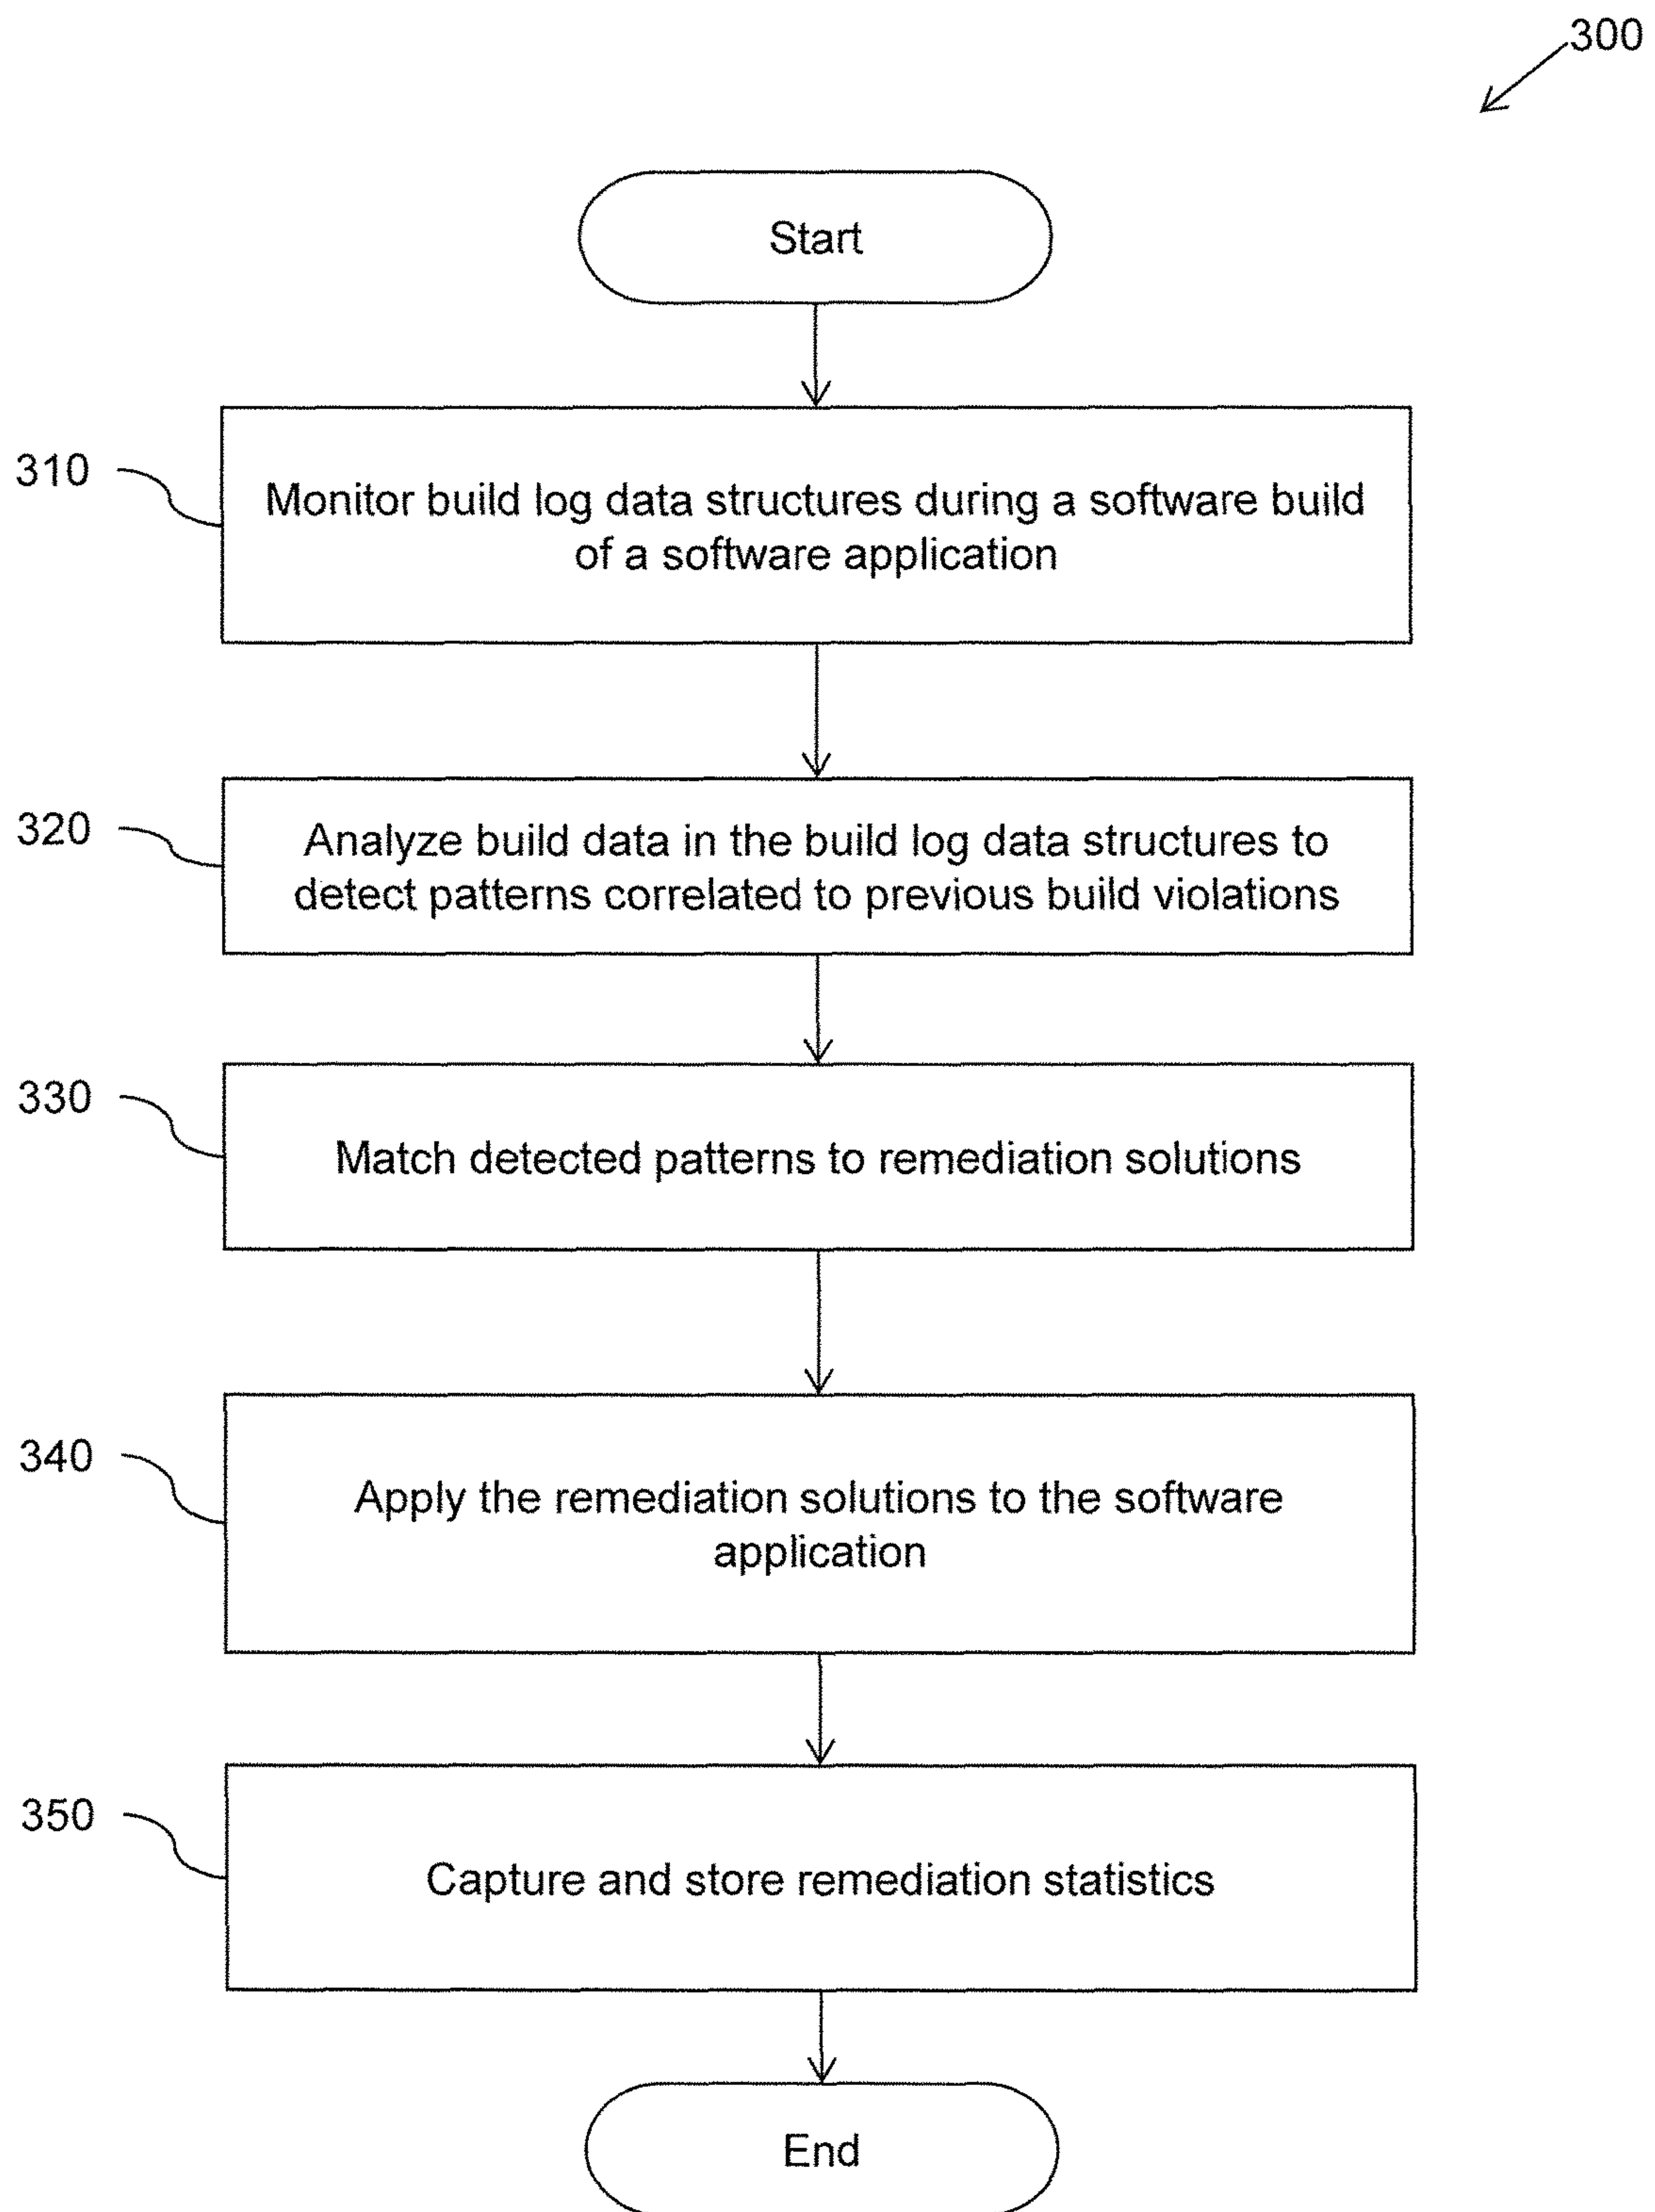 300
Start
310
Monitor build log data structures during a software build
of a software application
320
Analyze build data in the build log data structures to
detect patterns correlated to previous build violations
330
Match detected patterns to remediation solutions
340
Apply the remediation solutions to the software
application
350
Capture and store remediation statistics
End